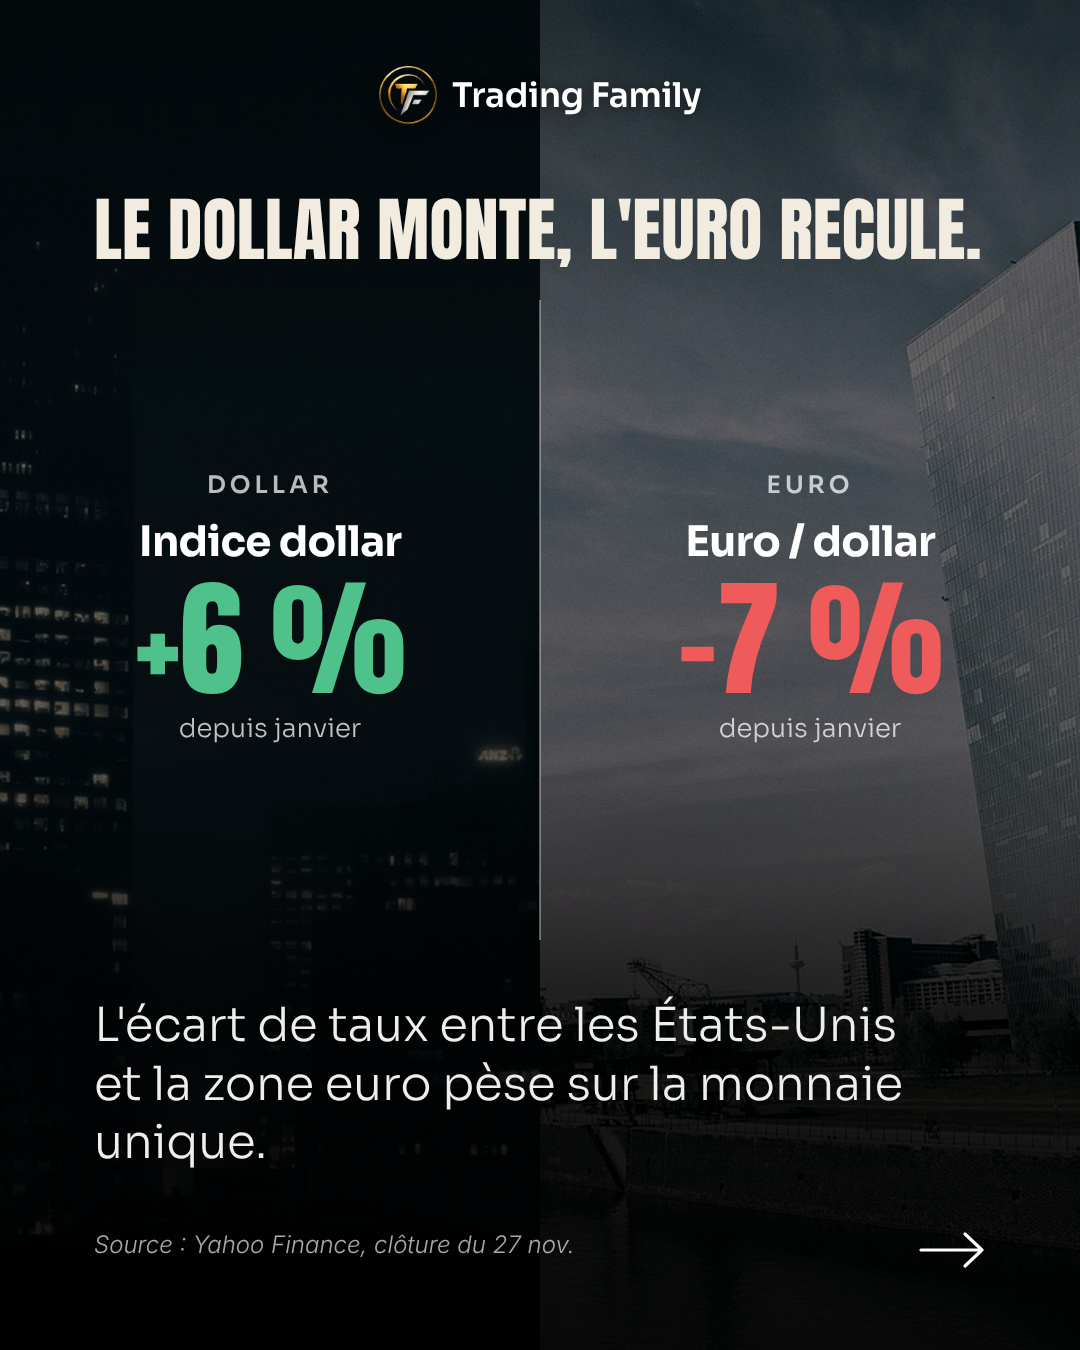 TF Trading Family
LE DOLLAR MONTE, L'EURO RECULE.
DOLLAR
Indice dollar
+6 %
depuis janvier
EURO
Euro / dollar
-7 %
depuis janvier
ANZ
L'écart de taux entre les États-Unis
et la zone euro pèse sur la monnaie
unique.
Source : Yahoo Finance, clôture du 27 nov.